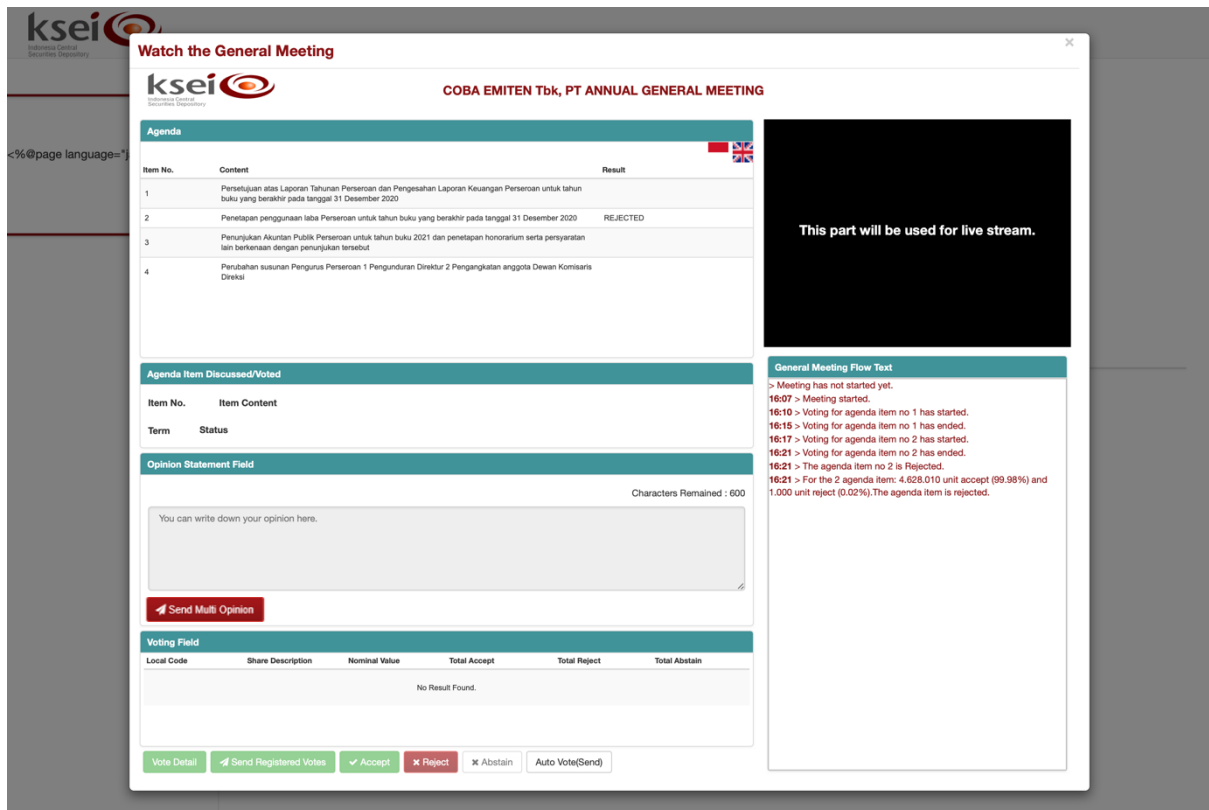 ksei
Indonesia Central
Securities Depository
<%@page language="j
Watch the General Meeting
×
ksei
Indonesia Central
Securities Depository
COBA EMITEN Tbk, PT ANNUAL GENERAL MEETING
Agenda
Item No. Content Result
1 Persetujuan atas Laporan Tahunan Perseroan dan Pengesahan Laporan Keuangan Perseroan untuk tahun
buku yang berakhir pada tanggal 31 Desember 2020
2 Penetapan penggunaan laba Perseroan untuk tahun buku yang berakhir pada tanggal 31 Desember 2020 REJECTED
3 Penunjukan Akuntan Publik Perseroan untuk tahun buku 2021 dan penetapan honorarium serta persyaratan
lain berkenaan dengan penunjukan tersebut
4 Perubahan susunan Pengurus Perseroan 1 Pengunduran Direktur 2 Pengangkatan anggota Dewan Komisaris
Direksi
This part will be used for live stream.
Agenda Item Discussed/Voted
Item No. Item Content
Term Status
Opinion Statement Field
Characters Remained : 600
You can write down your opinion here.
Send Multi Opinion
Voting Field
Local Code Share Description Nominal Value Total Accept Total Reject Total Abstain
No Result Found.
Vote Detail Send Registered Votes Accept Reject Abstain Auto Vote(Send)
General Meeting Flow Text
> Meeting has not started yet.
16:07 > Meeting started.
16:10 > Voting for agenda item no 1 has started.
16:15 > Voting for agenda item no 1 has ended.
16:17 > Voting for agenda item no 2 has started.
16:21 > Voting for agenda item no 2 has ended.
16:21 > The agenda item no 2 is Rejected.
16:21 > For the 2 agenda item: 4.628.010 unit accept (99.98%) and
1.000 unit reject (0.02%).The agenda item is rejected.